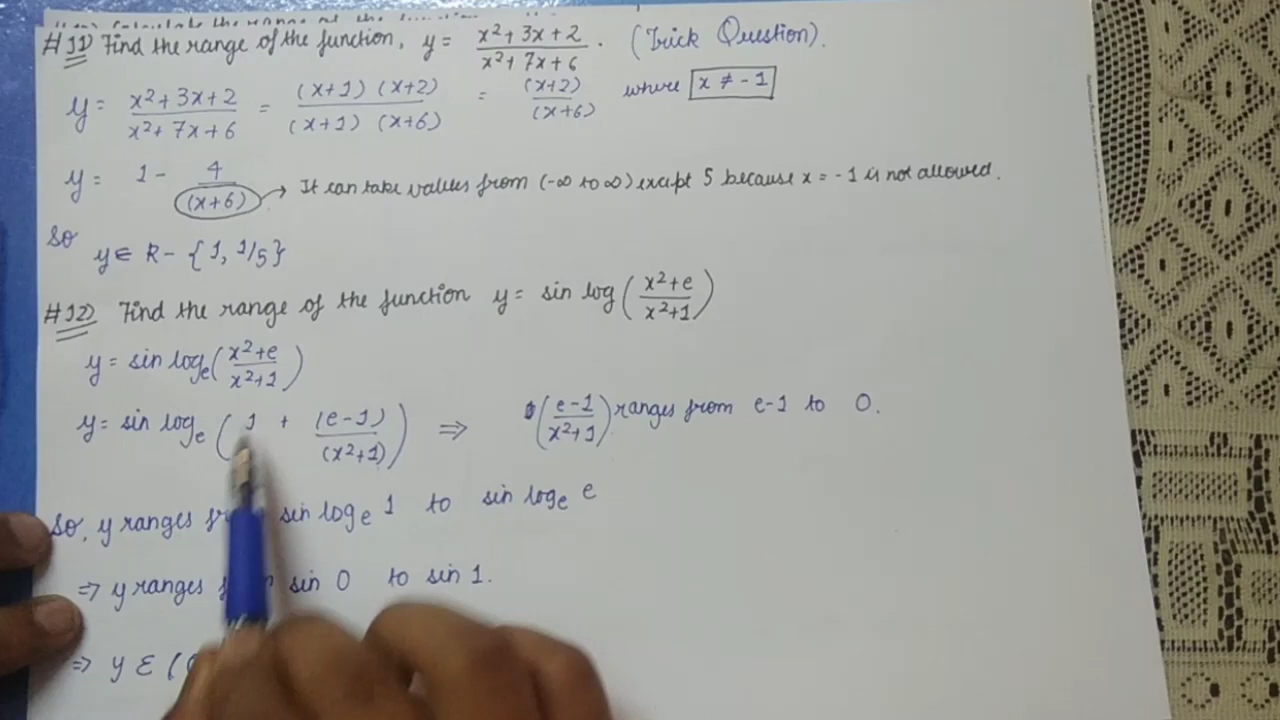 #11) Find the range of the function, y = x²+3x+2 / x²+7x+6 . (Trick Question).
y = x²+3x+2 / x²+7x+6 = (x+1) (x+2) / (x+1) (x+6) = (x+2) / (x+6) where x ≠ -1
y = 1 - 4 / (x+6) → It can take values from (-∞ to ∞) except 5 because x = -1 is not allowed.
So
y ∈ R - {1, 1/5}
#12) Find the range of the function y = sin log (x²+e / x²+1)
y = sin logₑ (x²+e / x²+1)
y = sin logₑ (1 + (e-1) / (x²+1)) ⇒ (e-1 / x²+1) ranges from e-1 to 0.
So, y ranges sin logₑ 1 to sin logₑ e
⇒ y ranges sin 0 to sin 1.
⇒ y Ɛ (